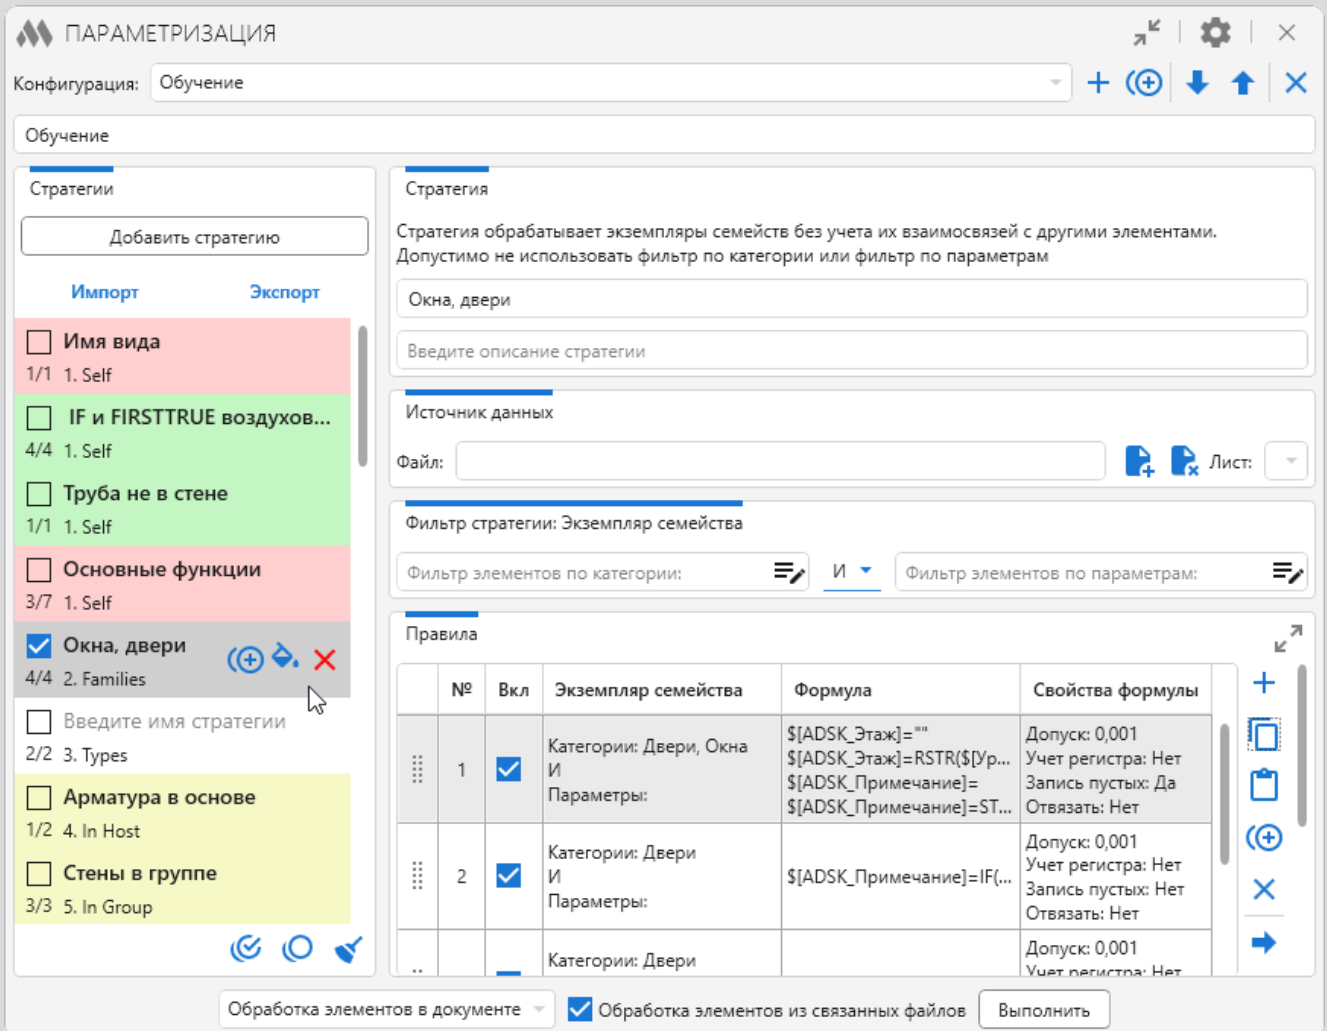 ПАРАМЕТРИЗАЦИЯ
Конфигурация: Обучение
Обучение
Стратегии
Добавить стратегию
Импорт Экспорт
Имя вида
1/1 1. Self
IF и FIRSTTRUE воздухов...
4/4 1. Self
Труба не в стене
1/1 1. Self
Основные функции
3/7 1. Self
Окна, двери
4/4 2. Families
Введите имя стратегии
2/2 3. Types
Арматура в основе
1/2 4. In Host
Стены в группе
3/3 5. In Group
Стратегия
Стратегия обрабатывает экземпляры семейств без учета их взаимосвязей с другими элементами.
Допустимо не использовать фильтр по категории или фильтр по параметрам
Окна, двери
Введите описание стратегии
Источник данных
Файл: Лист:
Фильтр стратегии: Экземпляр семейства
Фильтр элементов по категории: И Фильтр элементов по параметрам:
Правила
№ Вкл Экземпляр семейства Формула Свойства формулы
1
Категории: Двери, Окна
И
Параметры:
$[ADSK_Этаж]=""
$[ADSK_Этаж]=RSTR($[Ур...
$[ADSK_Примечание]=
$[ADSK_Примечание]=ST...
Допуск: 0,001
Учет регистра: Нет
Запись пустых: Да
Отвязать: Нет
2
Категории: Двери
И
Параметры:
$[ADSK_Примечание]=IF(...
Допуск: 0,001
Учет регистра: Нет
Запись пустых: Нет
Отвязать: Нет
Категории: Двери
Допуск: 0,001
Учет регистра: Нет
Обработка элементов в документе Обработка элементов из связанных файлов Выполнить